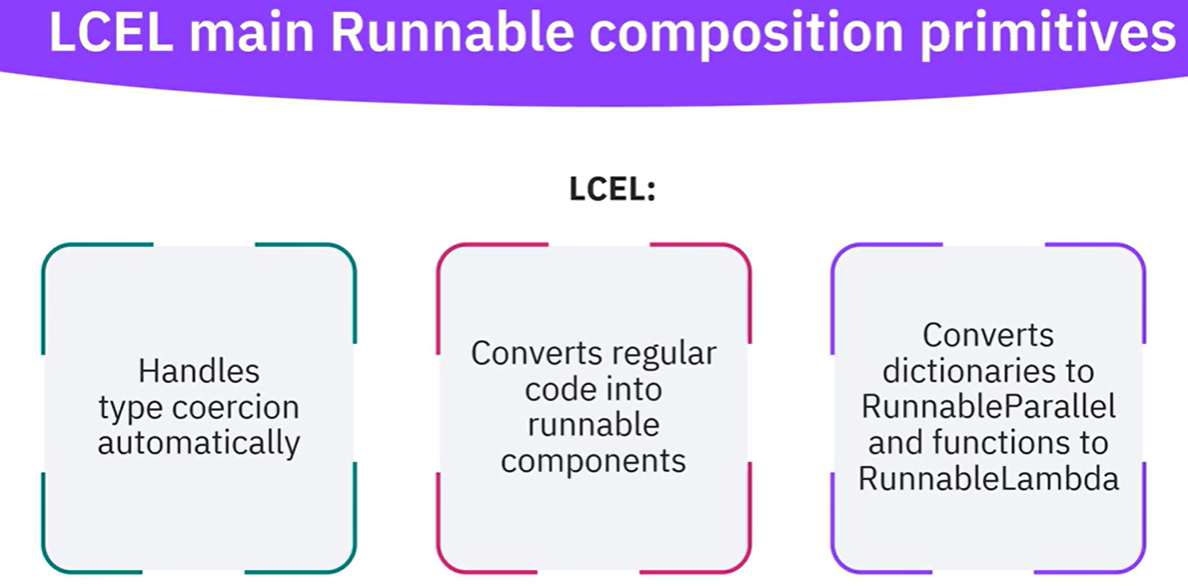 LCEL main Runnable composition primitives
LCEL:
Handles
type coercion
automatically
Converts regular
code into
runnable
components
Converts
dictionaries to
RunnableParallel
and functions to
RunnableLambda